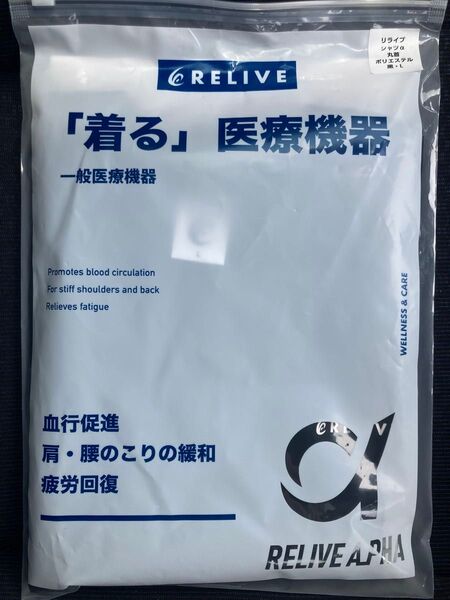 RELIVE
リライブ
シャツα
丸首
ポリエステル
黒・L
「着る」医療機器
一般医療機器
Promotes blood circulation
For stiff shoulders and back
Relieves fatigue
WELLNESS & CARE
血行促進
肩・腰のこりの緩和
疲労回復
RELIVE
RELIVE ALPHA